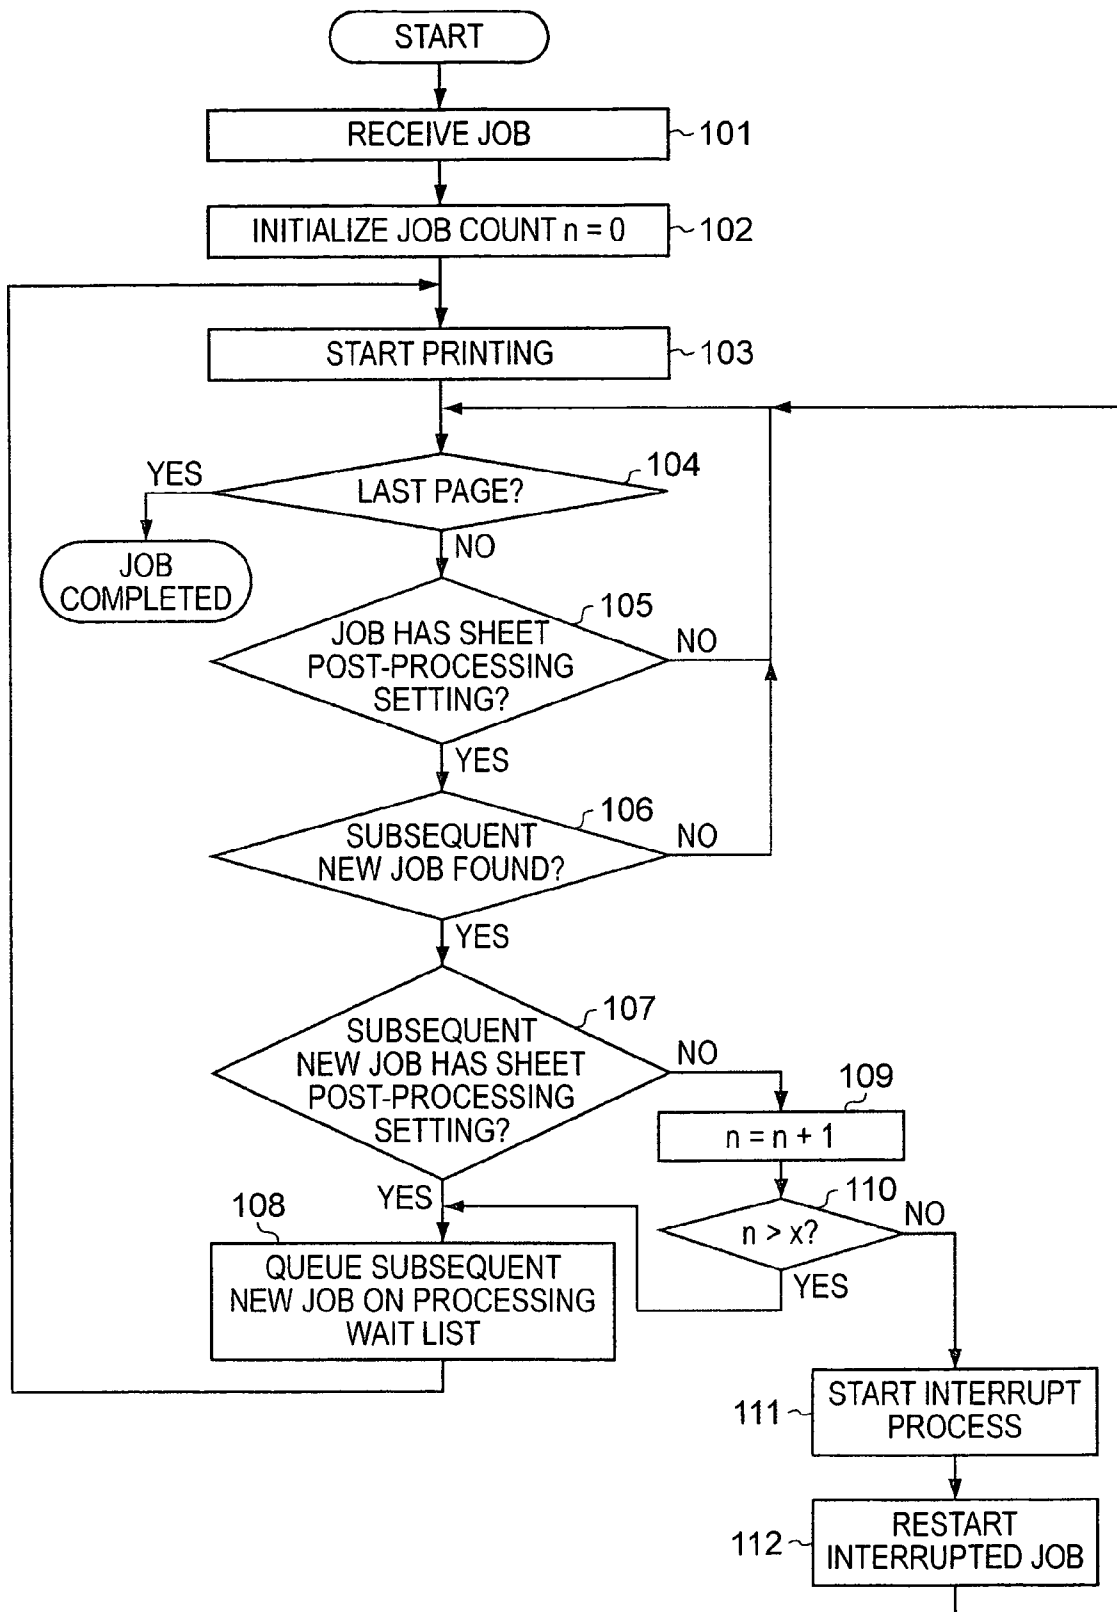 START
RECEIVE JOB
101
INITIALIZE JOB COUNT n = 0
102
START PRINTING
103
104
YES
LAST PAGE?
NO
JOB
COMPLETED
105
JOB HAS SHEET
POST-PROCESSING
SETTING?
NO
YES
106
SUBSEQUENT
NEW JOB FOUND?
NO
YES
107
SUBSEQUENT
NEW JOB HAS SHEET
POST-PROCESSING
SETTING?
NO
109
n = n + 1
YES
110
n > x?
NO
YES
108
QUEUE SUBSEQUENT
NEW JOB ON PROCESSING
WAIT LIST
START INTERRUPT
PROCESS
111
RESTART
INTERRUPTED JOB
112